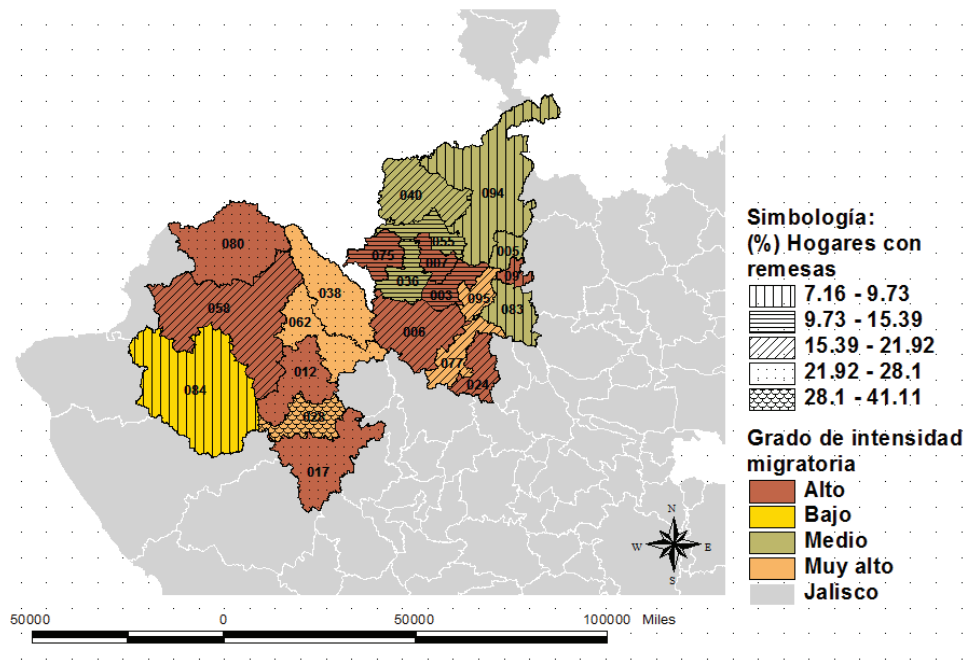 040
094
080
055
005
075
007
09
036
038
003
095
058
083
062
006
077
012
024
084
028
017
Simbología:
(%) Hogares con
remesas
7.16 - 9.73
9.73 - 15.39
15.39 - 21.92
21.92 - 28.1
28.1 - 41.11
Grado de intensidad
migratoria
Alto
Bajo
Medio
Muy alto
Jalisco
N
W E
S
50000 0 50000 100000 Miles